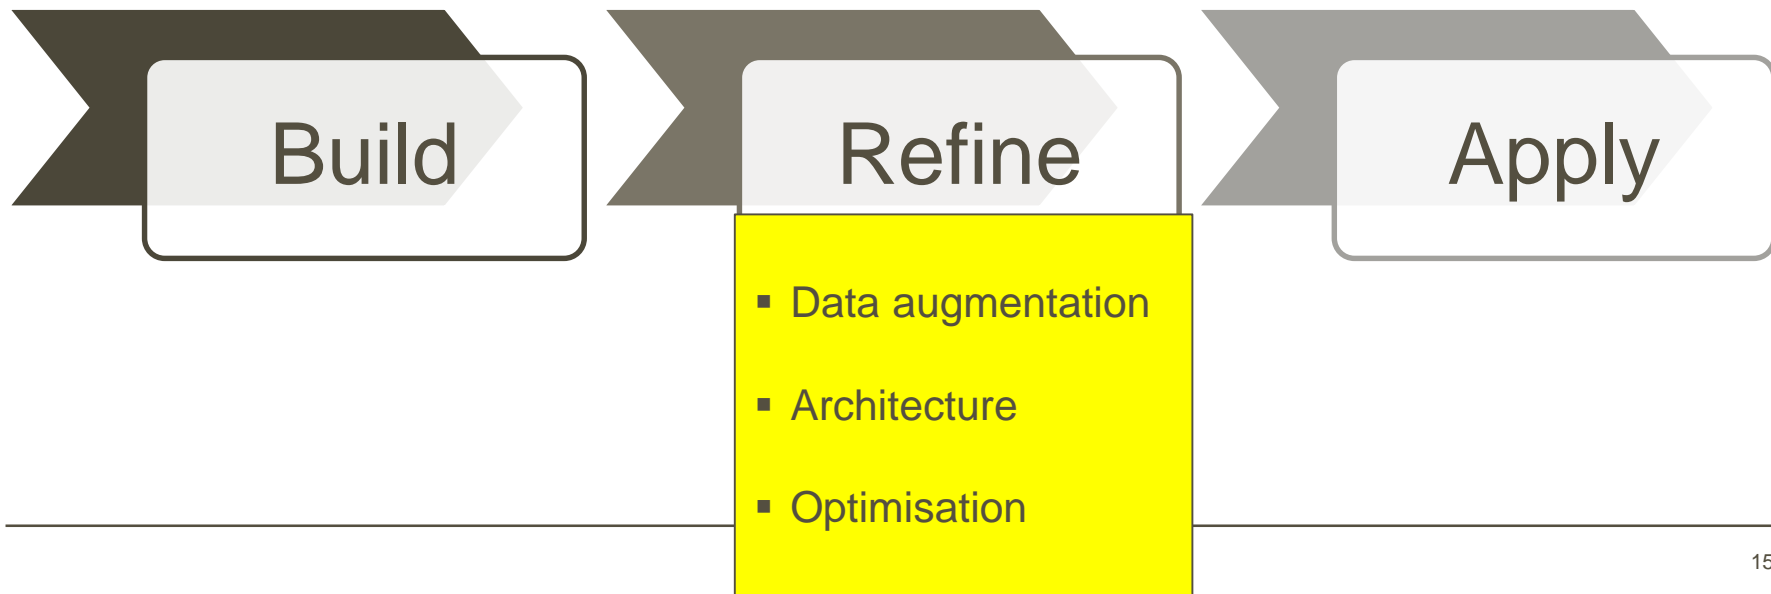 Build
Refine
Apply
▪ Data augmentation
▪ Architecture
▪ Optimisation
15